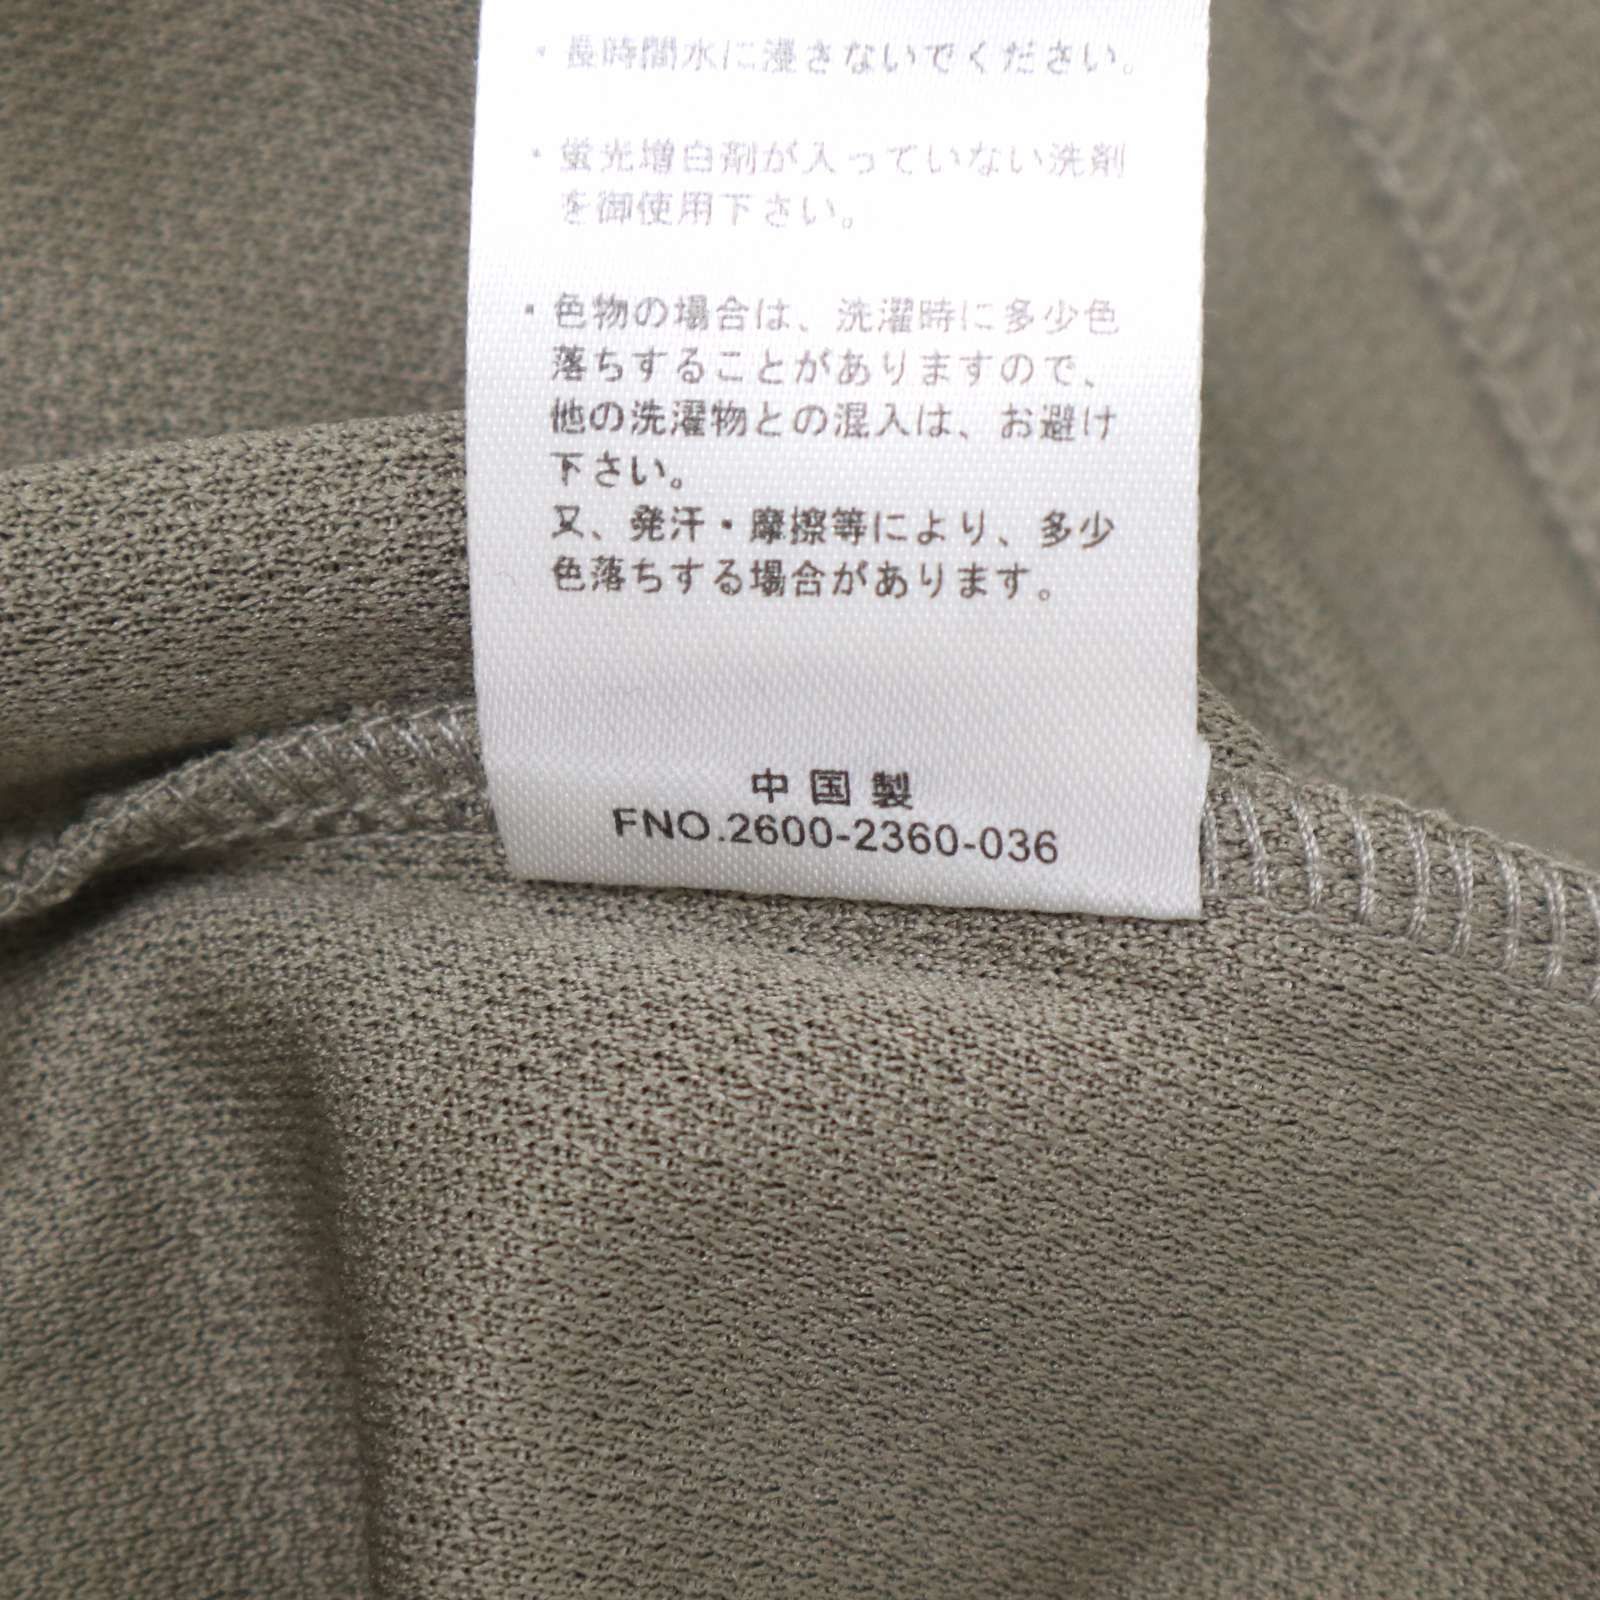 ・長時間水に浸さないでください。
・蛍光増白剤が入っていない洗剤
を御使用下さい。
・色物の場合は、洗濯時に多少色
落ちすることがありますので、
他の洗濯物との混入は、お避け
下さい。
又、発汗・摩擦等により、多少
色落ちする場合があります。
中国製
FNO.2600-2360-036